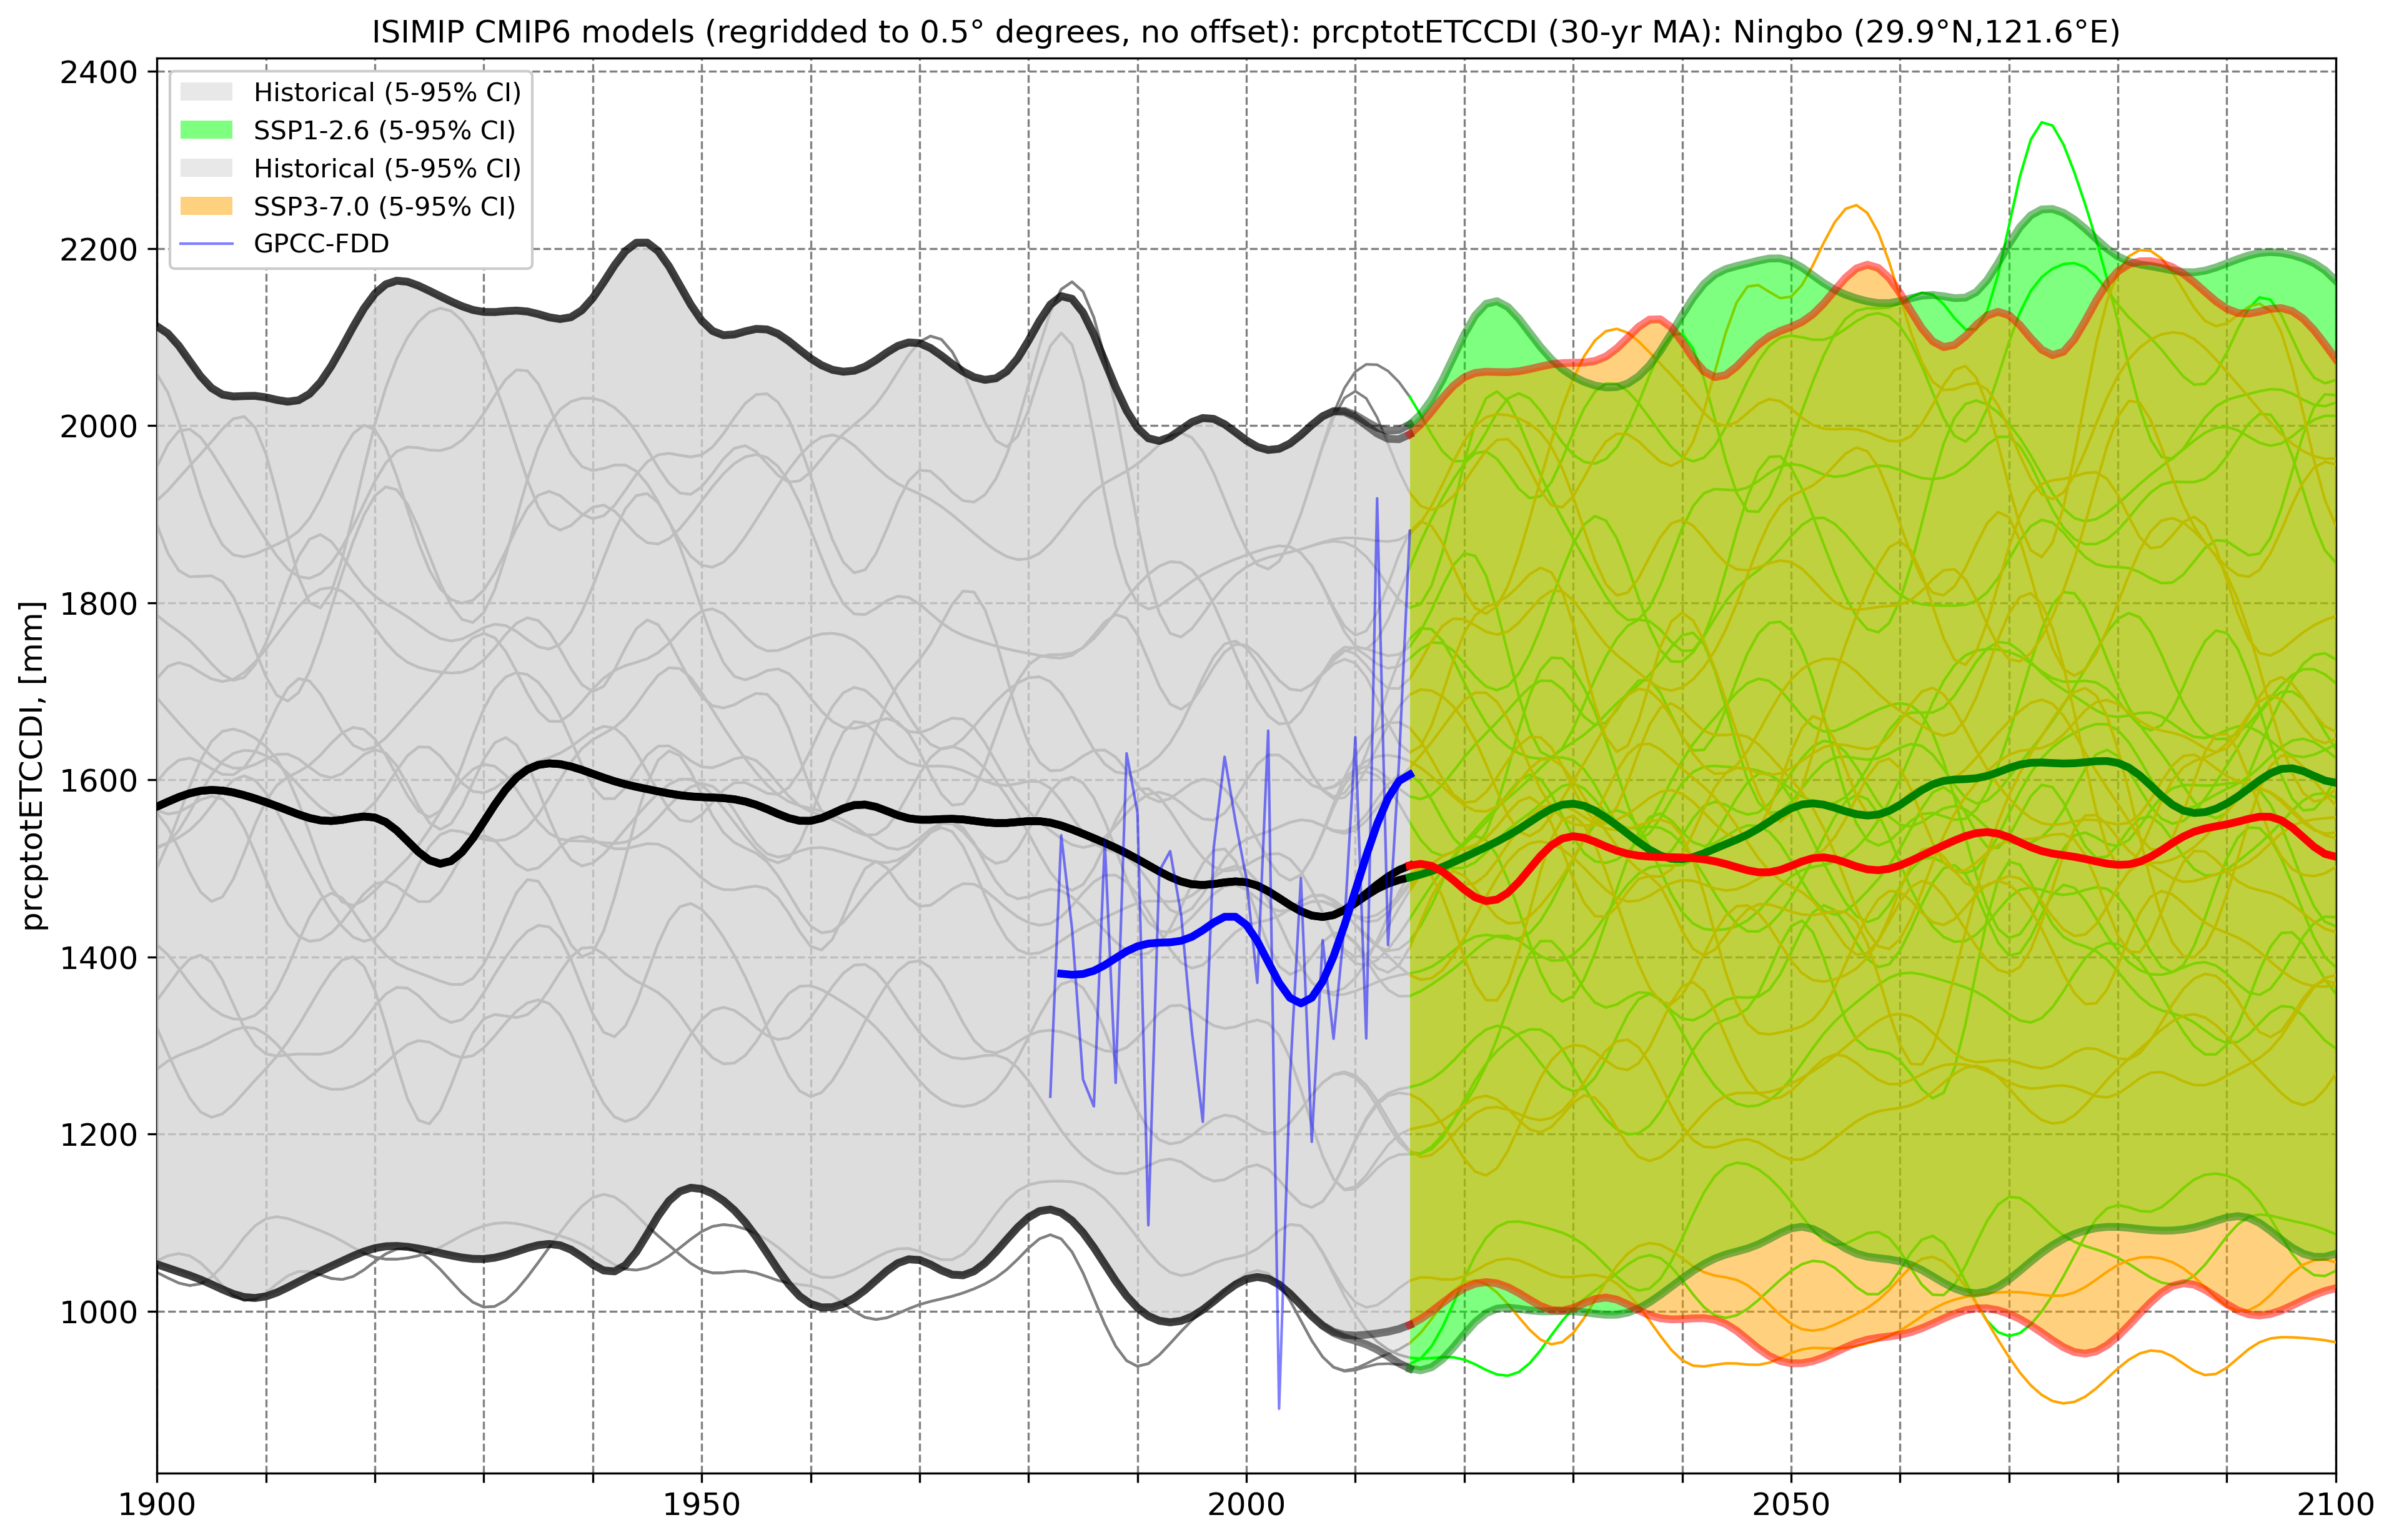 ISIMIP CMIP6 models (regridded to 0.5° degrees, no offset): prcptotETCCDI (30-yr MA): Ningbo (29.9°N,121.6°E)
2400
2200
2000
1800
1600
1400
1200
1000
prcptotETCCDI, [mm]
Historical (5-95% CI)
SSP1-2.6 (5-95% CI)
Historical (5-95% CI)
SSP3-7.0 (5-95% CI)
GPCC-FDD
1900 1950 2000 2050 2100